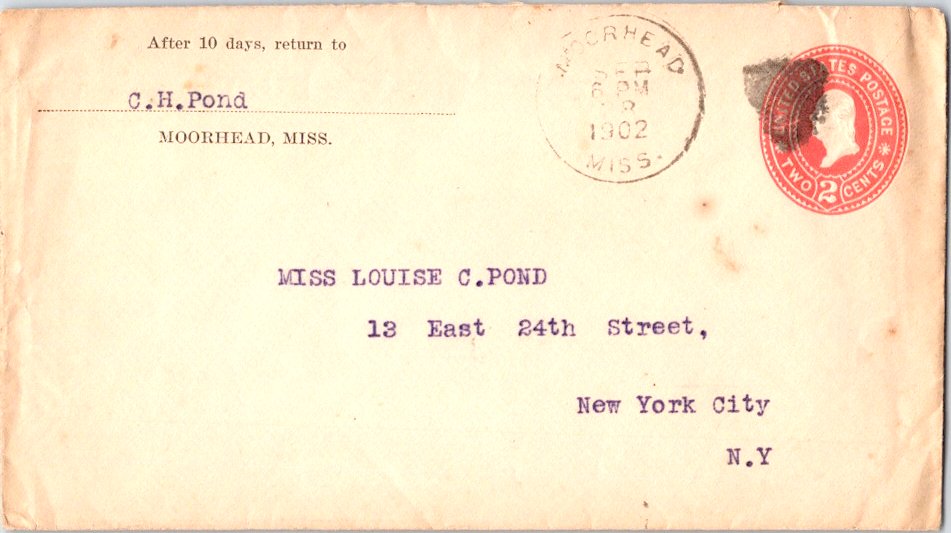 After 10 days, return to
C.H.Pond
MOORHEAD, MISS.
MOORHEAD
6 PM
1902
MISS.
UNITED STATES POSTAGE
TWO 2 CENTS
MISS LOUISE C.POND
13 East 24th Street,
New York City
N.Y